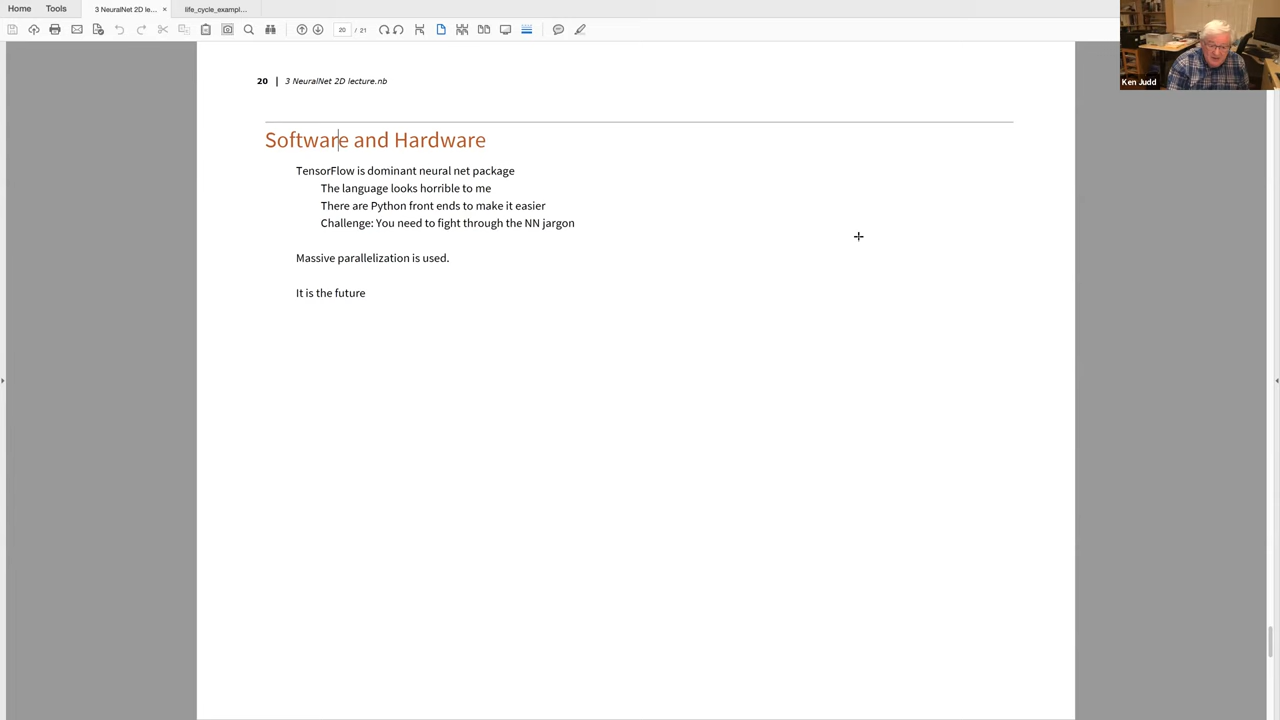 Home Tools 3 NeuralNet 2D le... × life_cycle_exampl...
20 / 21
Ken Judd
20 | 3 NeuralNet 2D lecture.nb
Software and Hardware
TensorFlow is dominant neural net package
The language looks horrible to me
There are Python front ends to make it easier
Challenge: You need to fight through the NN jargon
Massive parallelization is used.
It is the future